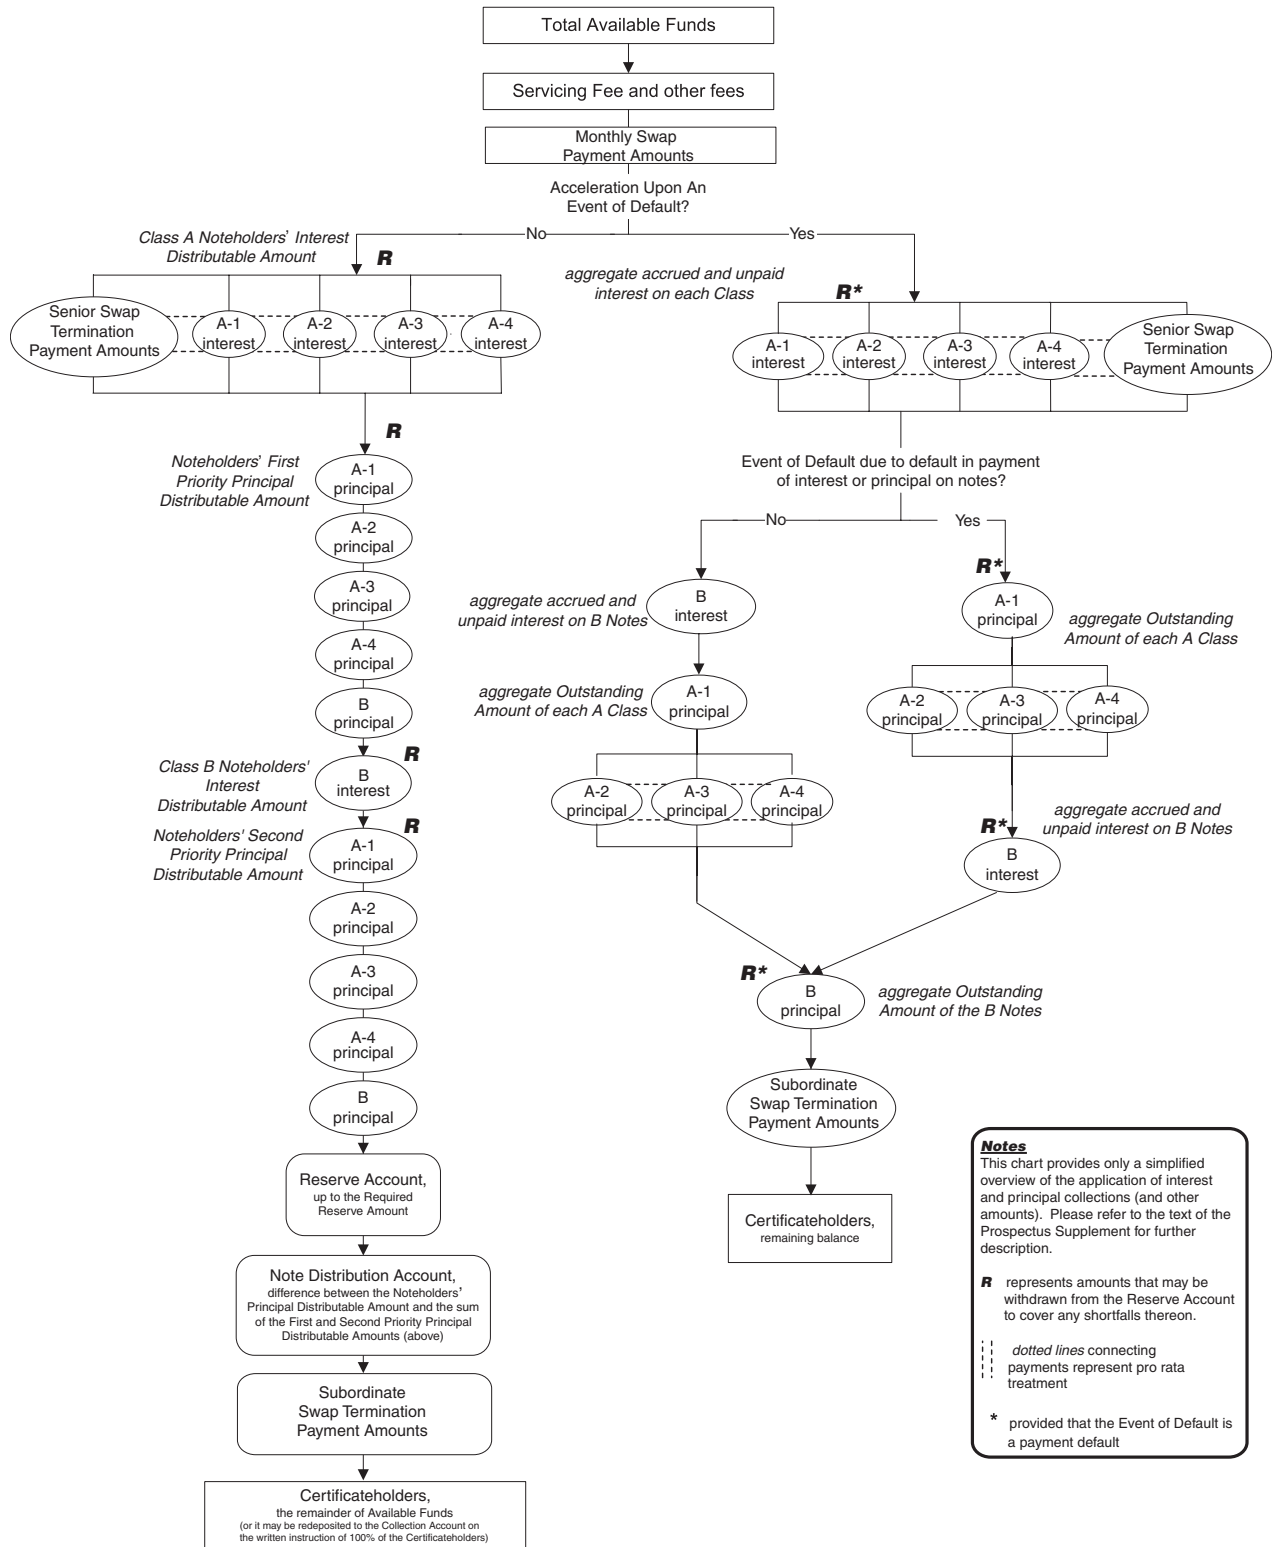 Total Available Funds
Servicing Fee and other fees
Monthly Swap
Payment Amounts
Acceleration Upon An
Event of Default?
No
Yes
Class A Noteholders’ Interest
Distributable Amount
R
Senior Swap
Termination
Payment Amounts
A-1
interest
A-2
interest
A-3
interest
A-4
interest
R
Noteholders’ First
Priority Principal
Distributable Amount
A-1
principal
A-2
principal
A-3
principal
A-4
principal
B
principal
R
Class B Noteholders'
Interest
Distributable Amount
B
interest
R
Noteholders' Second
Priority Principal
Distributable Amount
A-1
principal
A-2
principal
A-3
principal
A-4
principal
B
principal
Reserve Account,
up to the Required
Reserve Amount
Note Distribution Account,
difference between the Noteholders’
Principal Distributable Amount and the sum
of the First and Second Priority Principal
Distributable Amounts (above)
Subordinate
Swap Termination
Payment Amounts
Certificateholders,
the remainder of Available Funds
(or it may be redeposited to the Collection Account on
the written instruction of 100% of the Certificateholders)
aggregate accrued and unpaid
interest on each Class
R*
A-1
interest
A-2
interest
A-3
interest
A-4
interest
Senior Swap
Termination
Payment Amounts
Event of Default due to default in payment
of interest or principal on notes?
No
Yes
aggregate accrued and
unpaid interest on B Notes
B
interest
aggregate Outstanding
Amount of each A Class
A-1
principal
A-2
principal
A-3
principal
A-4
principal
R*
A-1
principal
aggregate Outstanding
Amount of each A Class
A-2
principal
A-3
principal
A-4
principal
R*
aggregate accrued and
unpaid interest on B Notes
B
interest
R*
B
principal
aggregate Outstanding
Amount of the B Notes
Subordinate
Swap Termination
Payment Amounts
Certificateholders,
remaining balance
Notes
This chart provides only a simplified
overview of the application of interest
and principal collections (and other
amounts). Please refer to the text of the
Prospectus Supplement for further
description.
R represents amounts that may be
withdrawn from the Reserve Account
to cover any shortfalls thereon.
dotted lines connecting
payments represent pro rata
treatment
* provided that the Event of Default is
a payment default